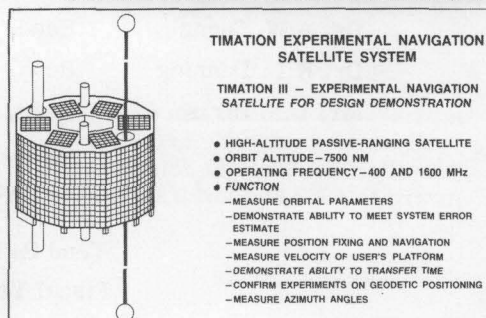 TIMATION EXPERIMENTAL NAVIGATION
SATELLITE SYSTEM
TIMATION III – EXPERIMENTAL NAVIGATION
SATELLITE FOR DESIGN DEMONSTRATION
● HIGH-ALTITUDE PASSIVE-RANGING SATELLITE
● ORBIT ALTITUDE–7500 NM
● OPERATING FREQUENCY–400 AND 1600 MHz
● FUNCTION
–MEASURE ORBITAL PARAMETERS
–DEMONSTRATE ABILITY TO MEET SYSTEM ERROR
ESTIMATE
–MEASURE POSITION FIXING AND NAVIGATION
–MEASURE VELOCITY OF USER'S PLATFORM
–DEMONSTRATE ABILITY TO TRANSFER TIME
–CONFIRM EXPERIMENTS ON GEODETIC POSITIONING
–MEASURE AZIMUTH ANGLES